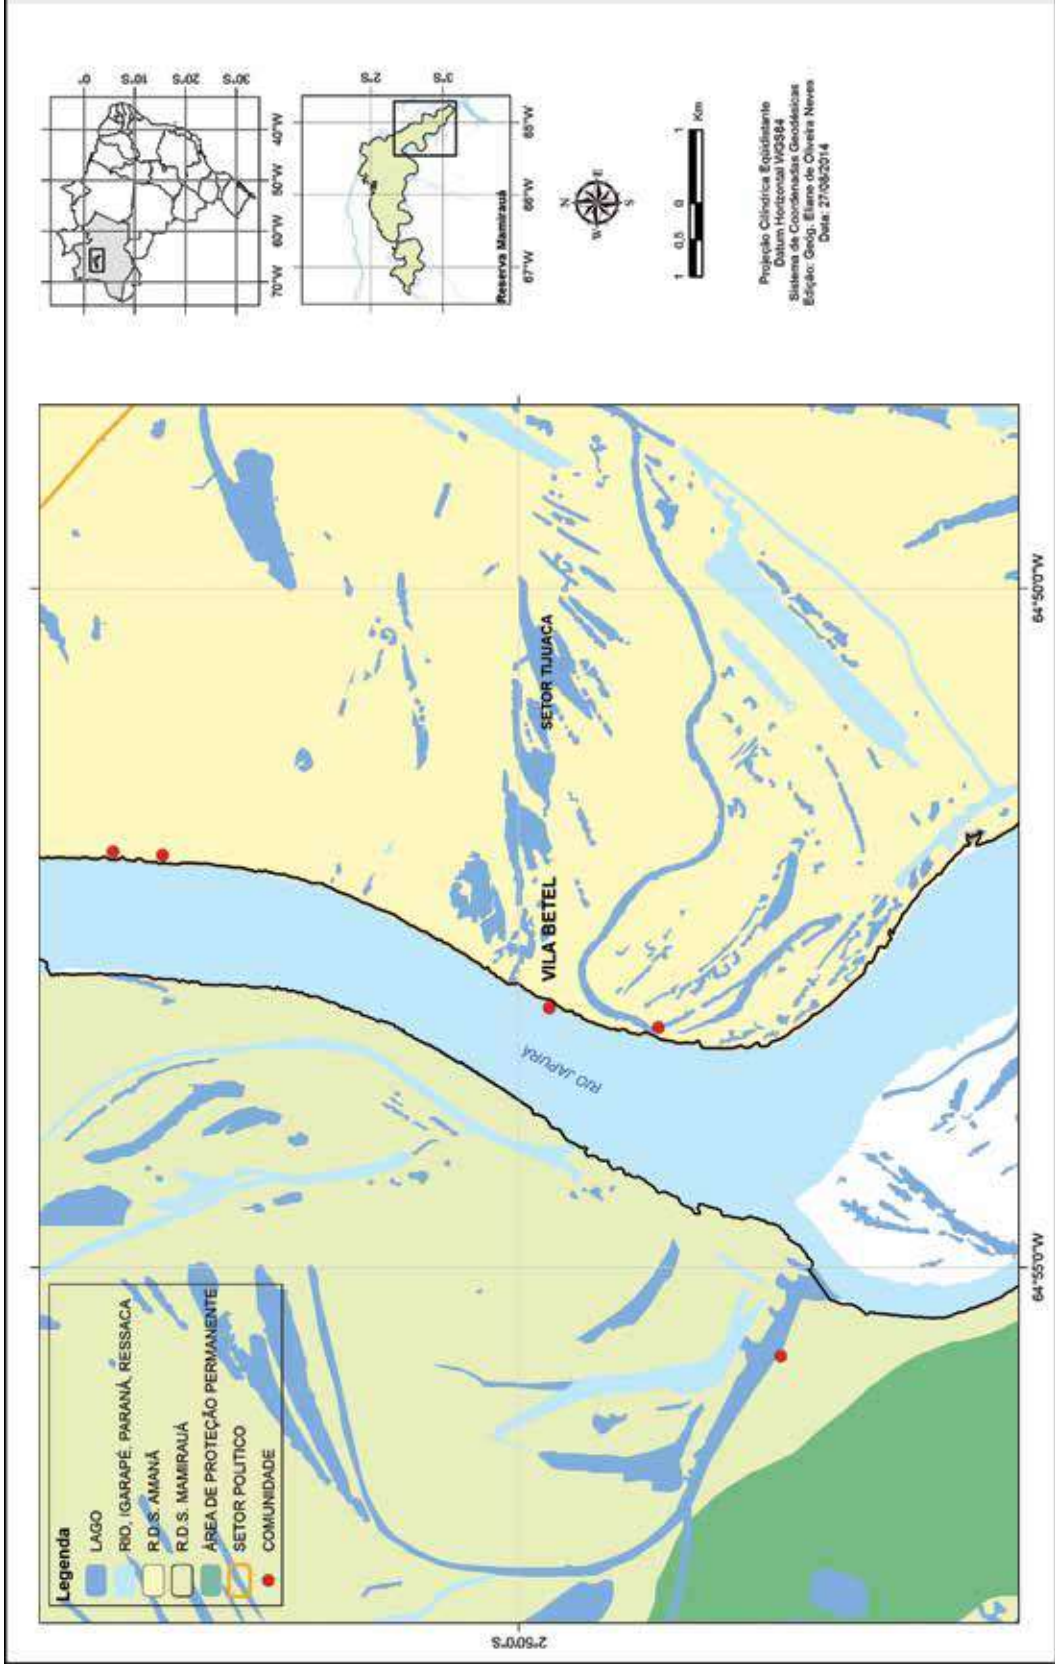 Legenda
LAGO
RIO, IGARAPÉ, PARANÁ, RESSACA
R.D.S. AMANÃ
R.D.S. MAMIRAUÁ
ÁREA DE PROTEÇÃO PERMANENTE
SETOR POLITICO
COMUNIDADE
RIO JAPURÁ
VILA BETEL
SETOR TIJUACA
2°50'0"S
64°55'0"W
64°50'0"W
70°W
60°W
50°W
40°W
0°
10°S
20°S
30°S
Reserva Mamirauá
67°W
66°W
65°W
2°S
3°S
N
W
E
S
1
0,5
0
1
Km
Projeção Cilíndrica Eqüidistante
Datum Horizontal WGS84
Sistema de Coordenadas Geodésicas
Edição: Geóg. Eliane de Oliveira Neves
Data: 27/08/2014